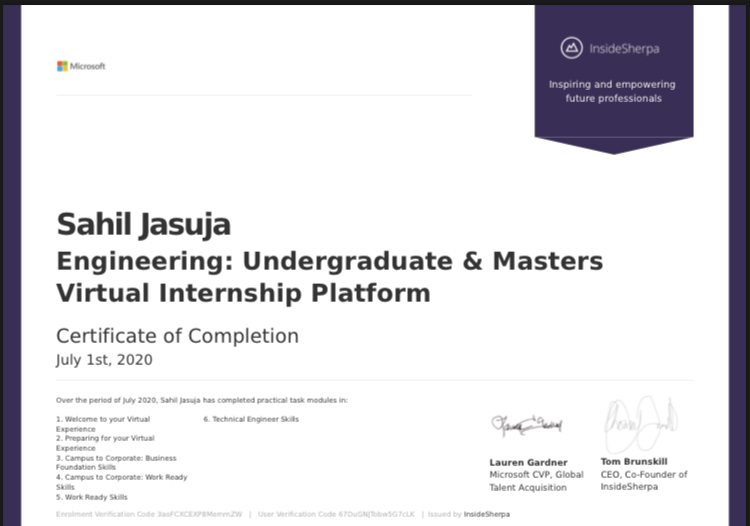 Microsoft
InsideSherpa
Inspiring and empowering
future professionals
Sahil Jasuja
Engineering: Undergraduate & Masters
Virtual Internship Platform
Certificate of Completion
July 1st, 2020
Over the period of July 2020, Sahil Jasuja has completed practical task modules in:
1. Welcome to your Virtual
Experience
2. Preparing for your Virtual
Experience
3. Campus to Corporate: Business
Foundation Skills
4. Campus to Corporate: Work Ready
Skills
5. Work Ready Skills
6. Technical Engineer Skills
Lauren Gardner
Microsoft CVP, Global
Talent Acquisition
Tom Brunskill
CEO, Co-Founder of
InsideSherpa
Enrolment Verification Code | User Verification Code | Issued by InsideSherpa